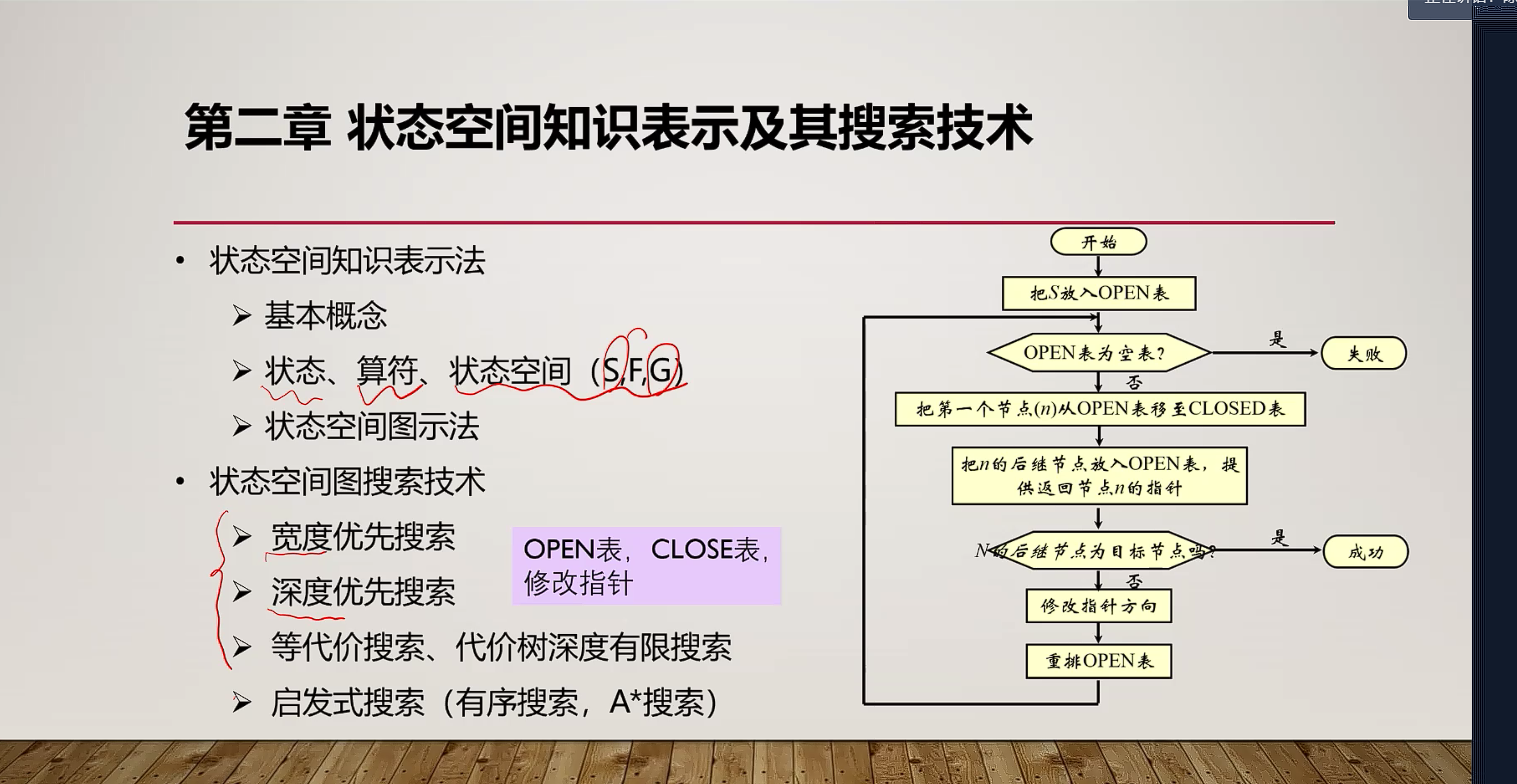 第二章 状态空间知识表示及其搜索技术
• 状态空间知识表示法
➢ 基本概念
➢ 状态、算符、状态空间（S,F,G）
➢ 状态空间图示法
• 状态空间图搜索技术
➢ 宽度优先搜索
➢ 深度优先搜索
➢ 等代价搜索、代价树深度有限搜索
➢ 启发式搜索（有序搜索，A*搜索）
OPEN表， CLOSE表，
修改指针
开始
把S放入OPEN表
OPEN表为空表?
是
失败
否
把第一个节点(n)从OPEN表移至CLOSED表
把n的后继节点放入OPEN表，提
供返回节点n的指针
N的后继节点为目标节点吗?
是
成功
否
修改指针方向
重排OPEN表